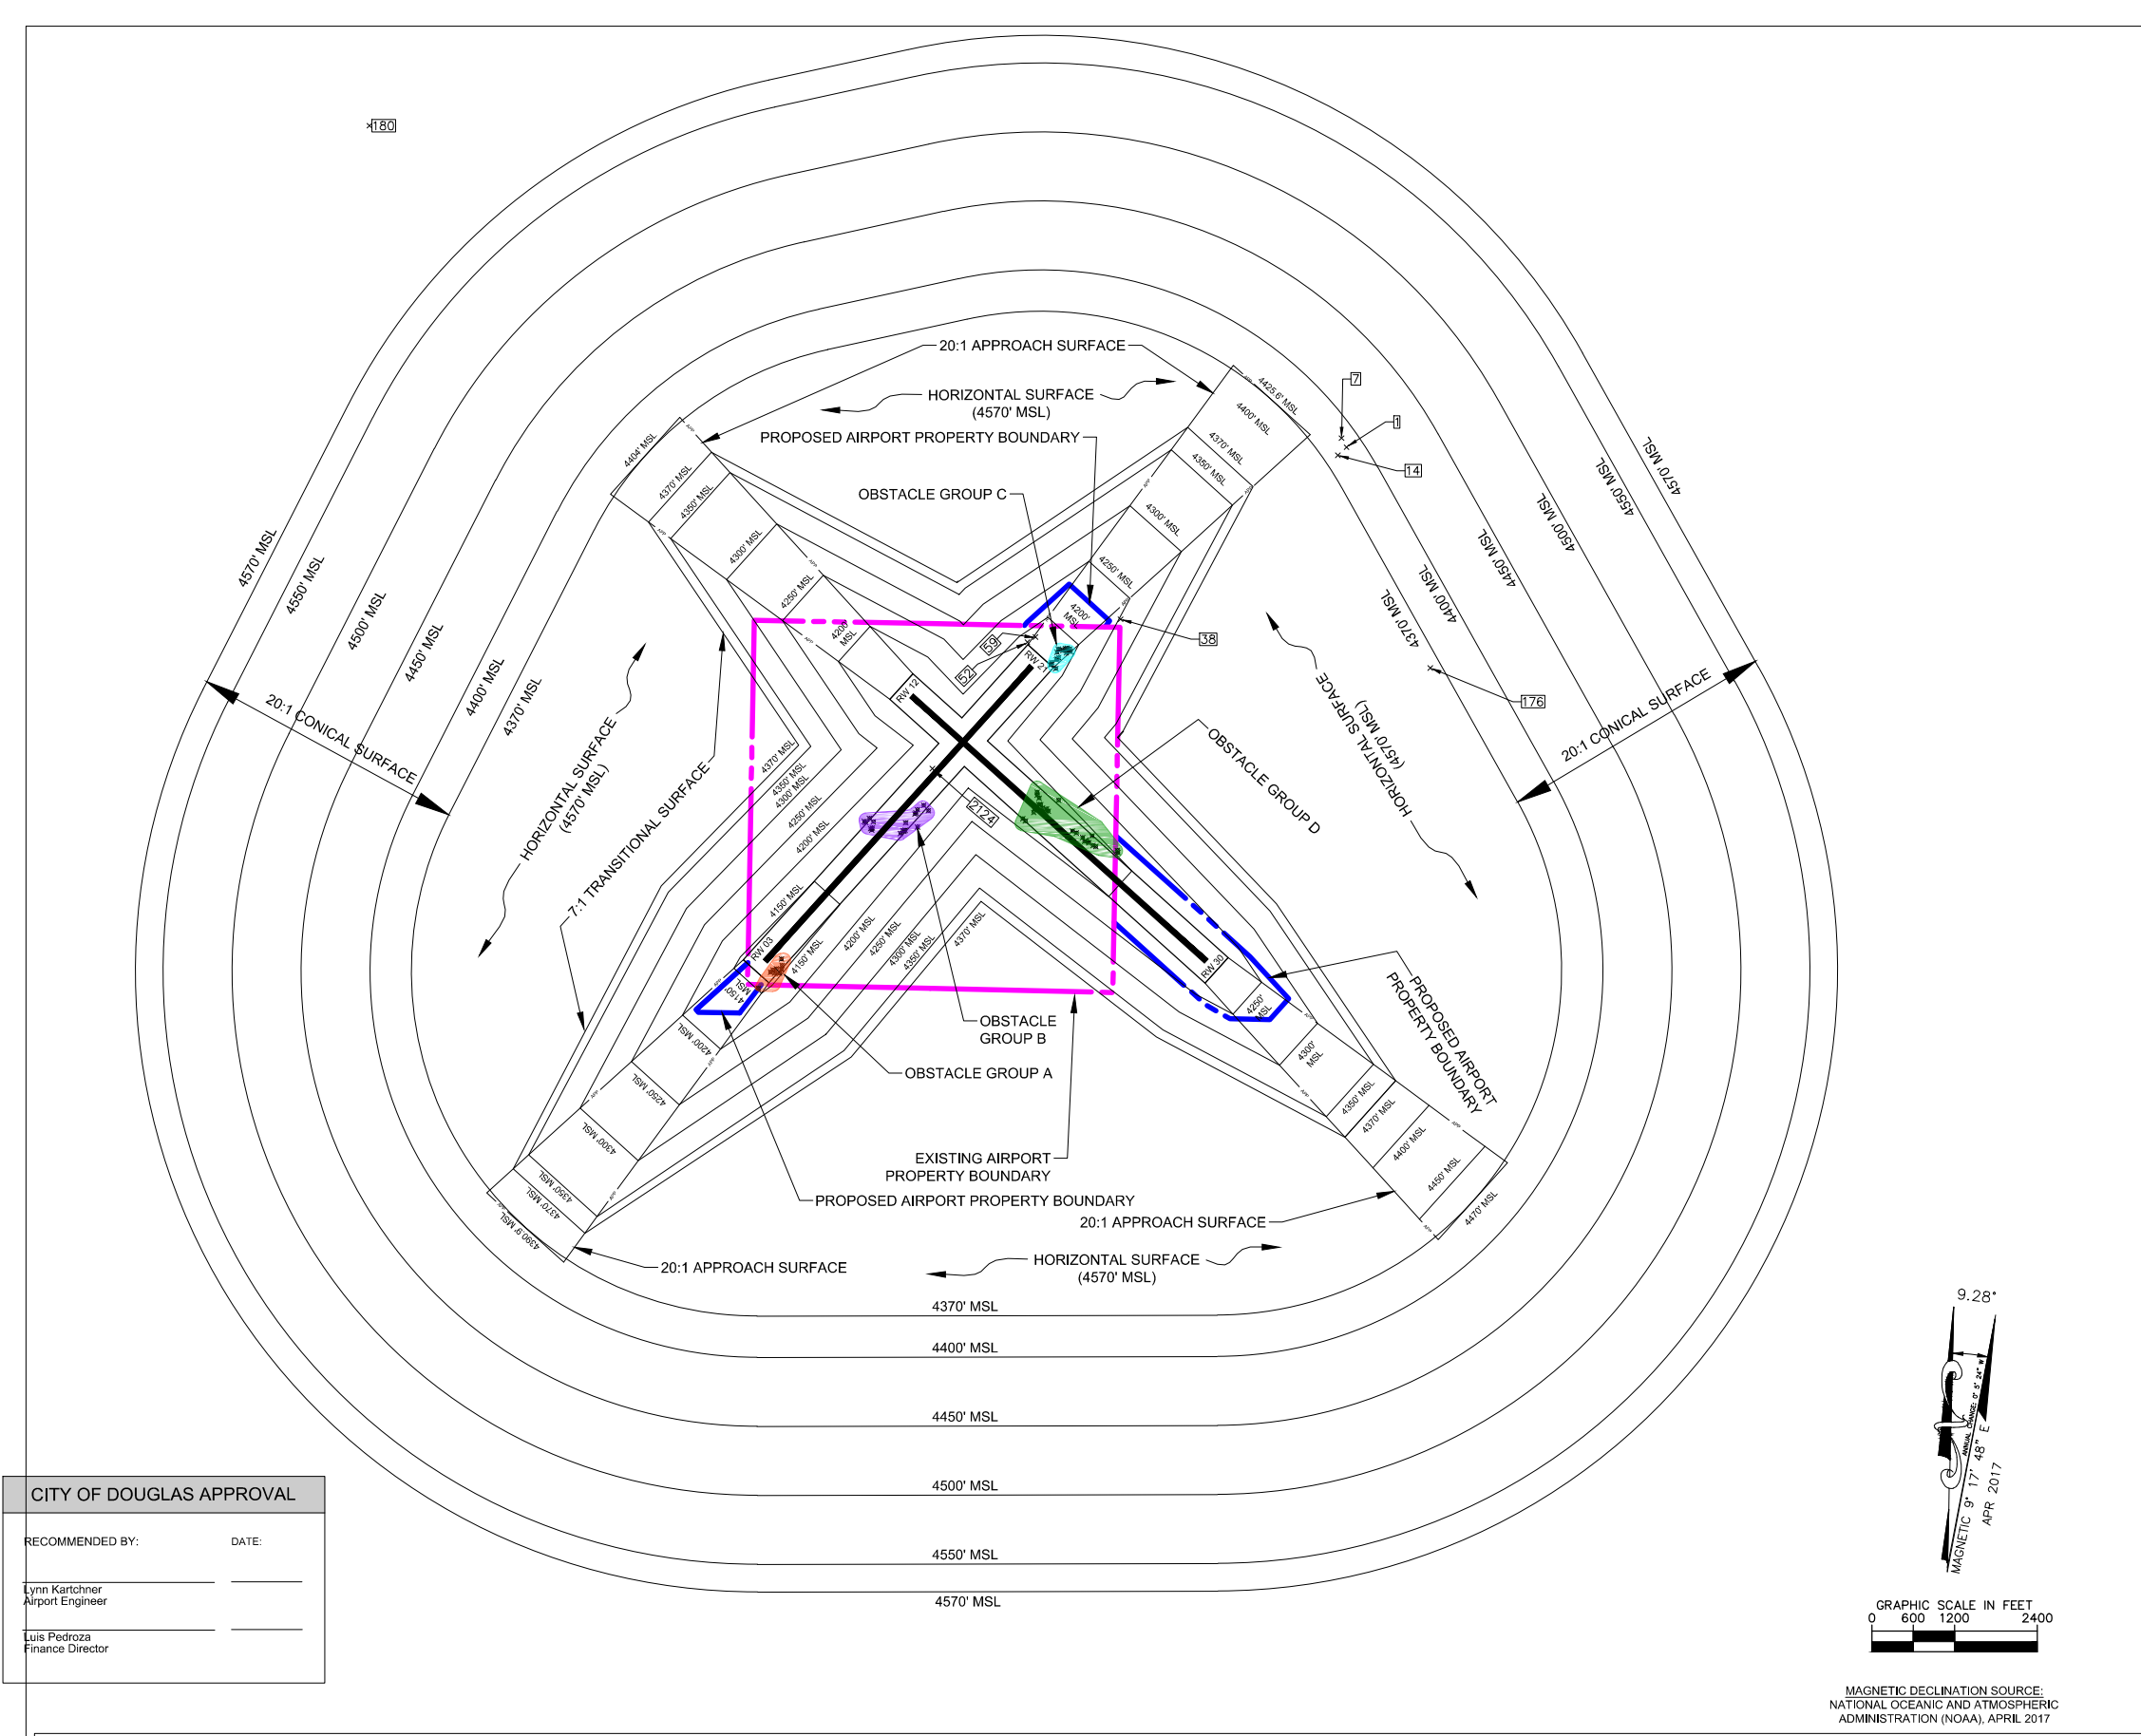 180
20:1 APPROACH SURFACE
HORIZONTAL SURFACE
(4570' MSL)
PROPOSED AIRPORT PROPERTY BOUNDARY
OBSTACLE GROUP C
7
1
14
38
176
59
52
2124
4425.6' MSL
4400' MSL
4370' MSL
4350' MSL
4300' MSL
4250' MSL
4200'
MSL
RW 21
4404' MSL
4370' MSL
4350' MSL
4300' MSL
4250' MSL
4200'
MSL
RW 12
4570' MSL
4550' MSL
4500' MSL
4450' MSL
4400' MSL
4370' MSL
4570' MSL
4550' MSL
4500' MSL
4450' MSL
4400' MSL
4370' MSL
20:1 CONICAL SURFACE
20:1 CONICAL SURFACE
HORIZONTAL SURFACE
(4570' MSL)
HORIZONTAL SURFACE
(4570' MSL)
7:1 TRANSITIONAL SURFACE
4370' MSL
4350' MSL
4300' MSL
4250' MSL
4200' MSL
4150' MSL
OBSTACLE GROUP D
RW 03
4150' MSL
4200' MSL
4250' MSL
4300' MSL
4350' MSL
4370' MSL
4150'
MSL
4200' MSL
4250' MSL
4300' MSL
4350' MSL
4370' MSL
4390.9' MSL
RW 30
4250'
MSL
4300'
MSL
4350' MSL
4370' MSL
4400' MSL
4450' MSL
4470' MSL
PROPOSED AIRPORT
PROPERTY BOUNDARY
OBSTACLE
GROUP B
OBSTACLE GROUP A
EXISTING AIRPORT
PROPERTY BOUNDARY
PROPOSED AIRPORT PROPERTY BOUNDARY
20:1 APPROACH SURFACE
20:1 APPROACH SURFACE
HORIZONTAL SURFACE
(4570' MSL)
4370' MSL
4400' MSL
4450' MSL
4500' MSL
4550' MSL
4570' MSL
CITY OF DOUGLAS APPROVAL
RECOMMENDED BY:
DATE:
Lynn Kartchner
Airport Engineer
Luis Pedroza
Finance Director
9.28°
ANNUAL CHANGE: 0° 5' 24" W
MAGNETIC 9° 17' 48" E
APR 2017
GRAPHIC SCALE IN FEET
0 600 1200 2400
MAGNETIC DECLINATION SOURCE:
NATIONAL OCEANIC AND ATMOSPHERIC
ADMINISTRATION (NOAA), APRIL 2017